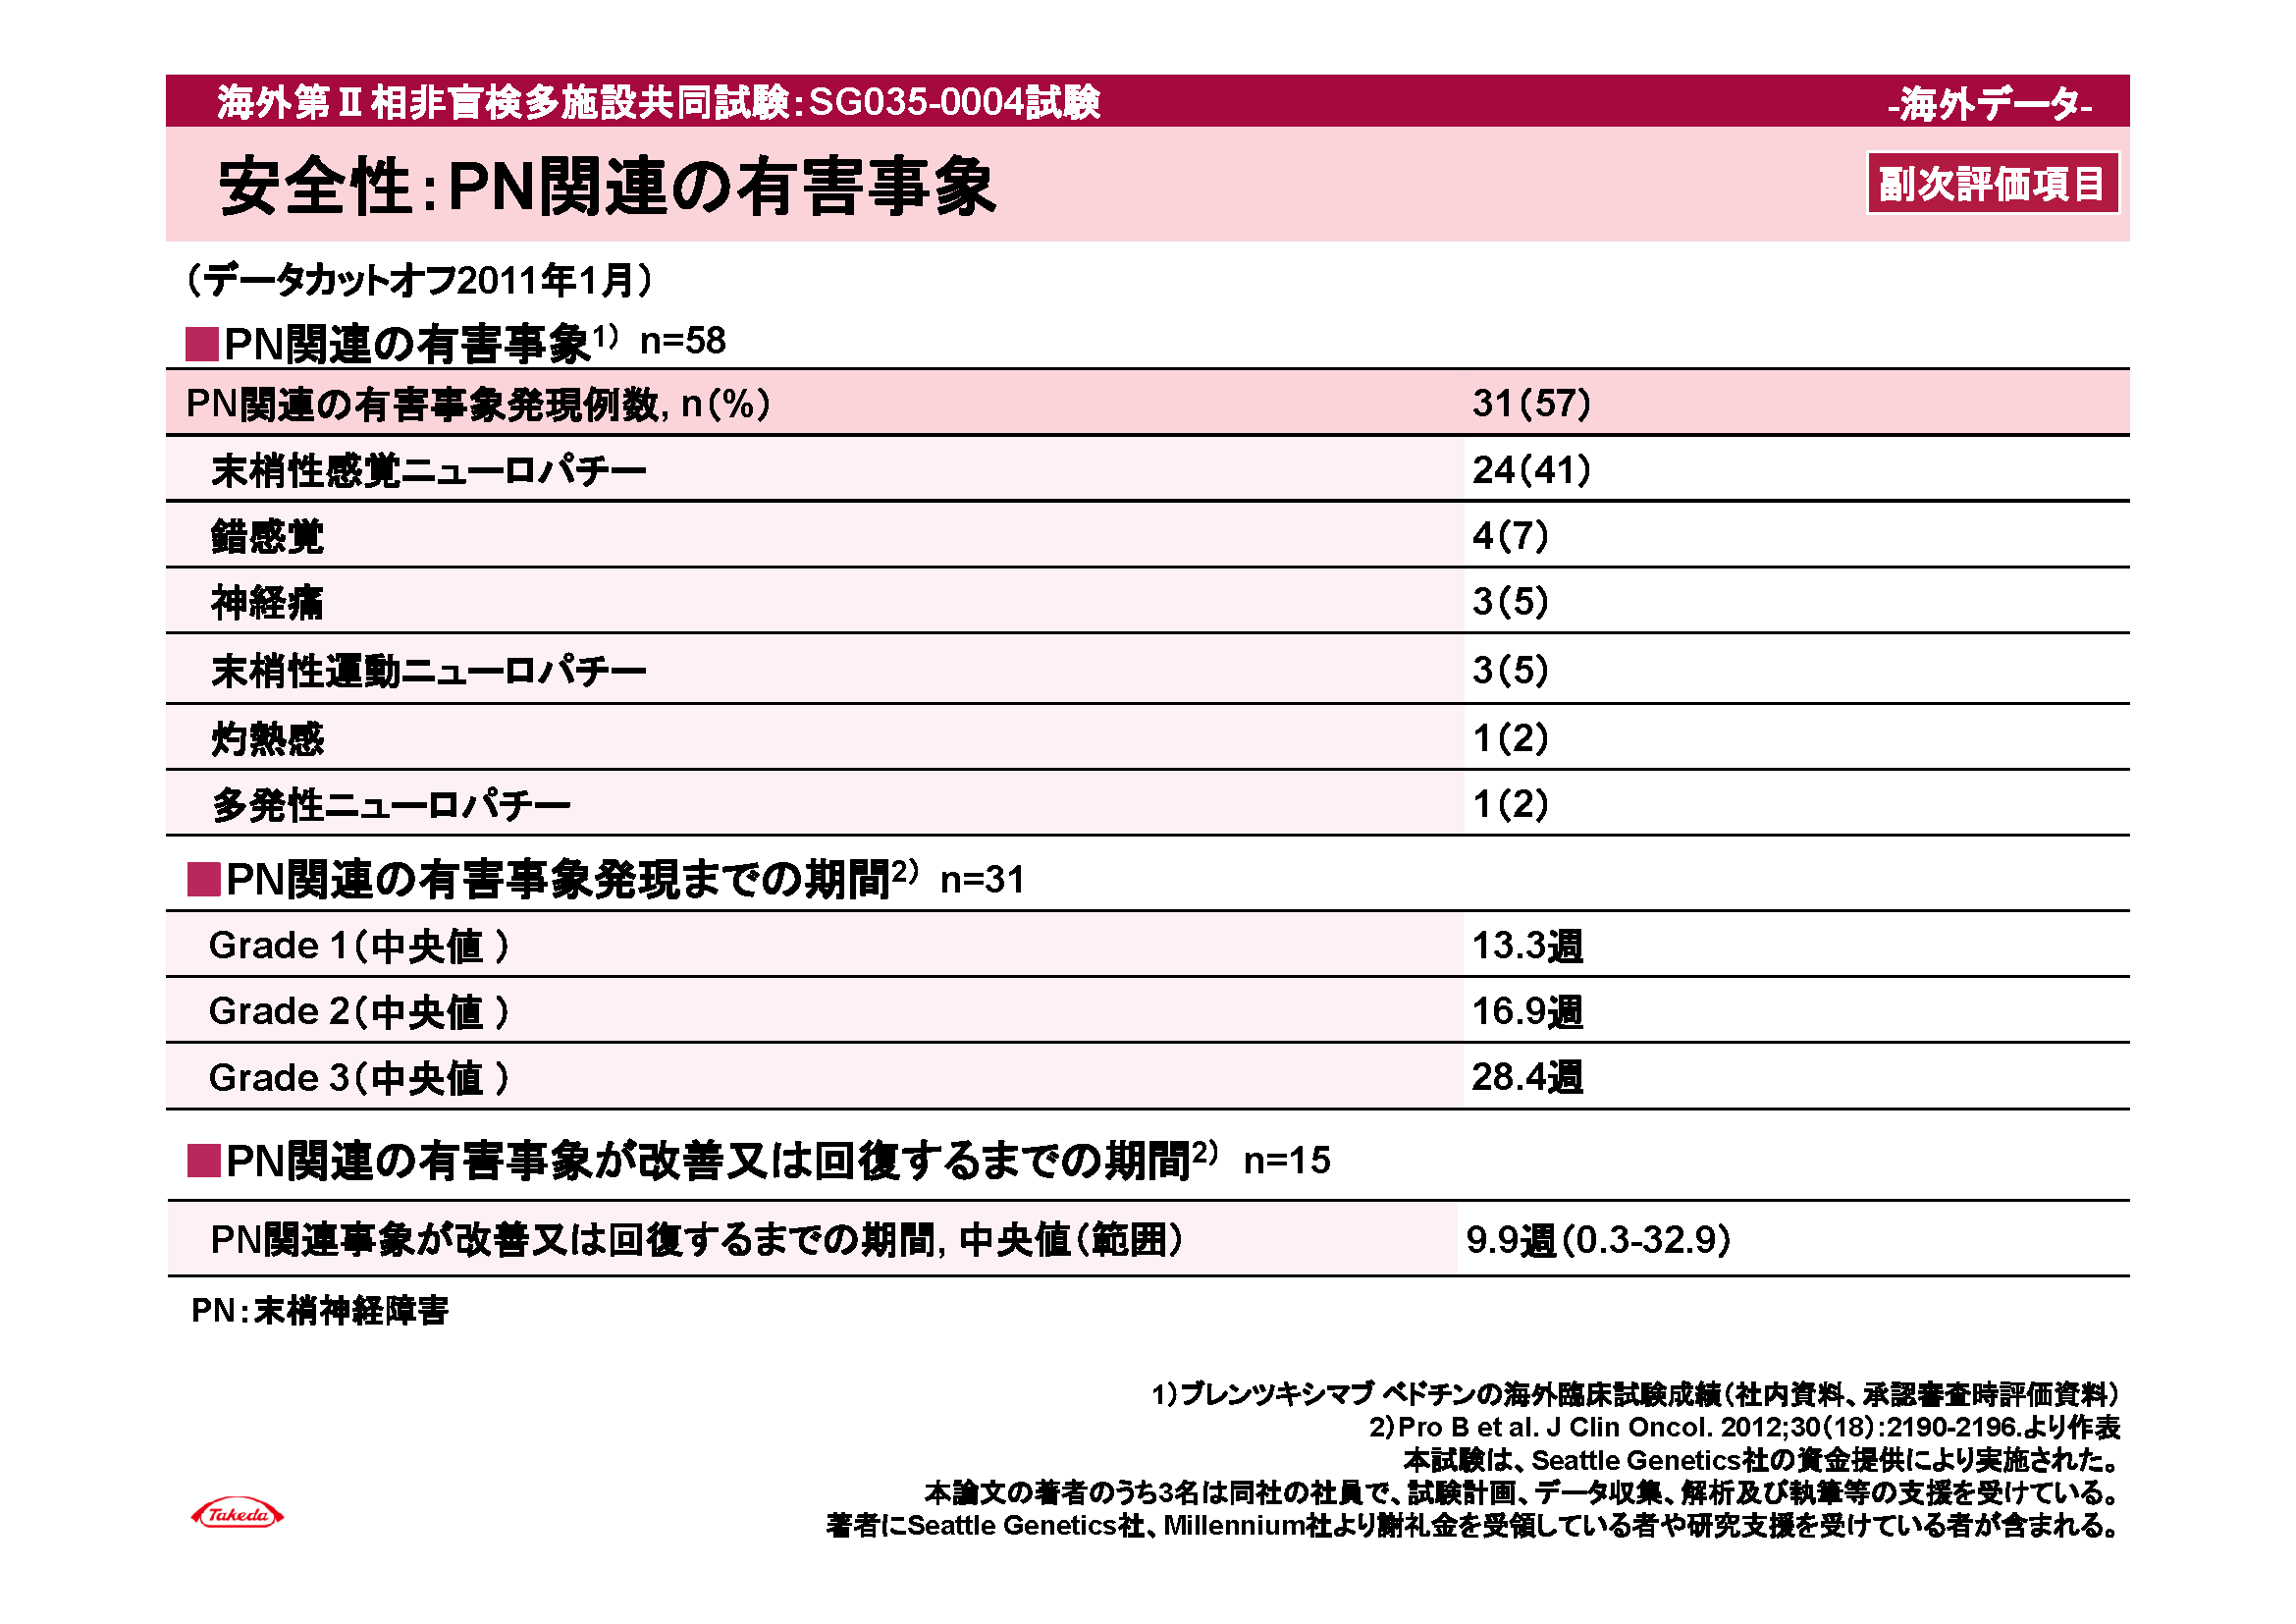 海外第Ⅱ相非盲検多施設共同試験：SG035-0004試験 -海外データ-
安全性：PN関連の有害事象 副次評価項目
（データカットオフ2011年1月）
■PN関連の有害事象1） n=58
PN関連の有害事象発現例数, n（%） 31（57）
末梢性感覚ニューロパチー 24（41）
錯感覚 4（7）
神経痛 3（5）
末梢性運動ニューロパチー 3（5）
灼熱感 1（2）
多発性ニューロパチー 1（2）
■PN関連の有害事象発現までの期間2） n=31
Grade 1（中央値 ） 13.3週
Grade 2（中央値 ） 16.9週
Grade 3（中央値 ） 28.4週
■PN関連の有害事象が改善又は回復するまでの期間2） n=15
PN関連事象が改善又は回復するまでの期間, 中央値（範囲） 9.9週（0.3-32.9）
PN：末梢神経障害
1）ブレンツキシマブ ベドチンの海外臨床試験成績（社内資料、承認審査時評価資料）
2）Pro B et al. J Clin Oncol. 2012;30（18）:2190-2196.より作表
本試験は、Seattle Genetics社の資金提供により実施された。
本論文の著者のうち3名は同社の社員で、試験計画、データ収集、解析及び執筆等の支援を受けている。
著者にSeattle Genetics社、Millennium社より謝礼金を受領している者や研究支援を受けている者が含まれる。
Takeda